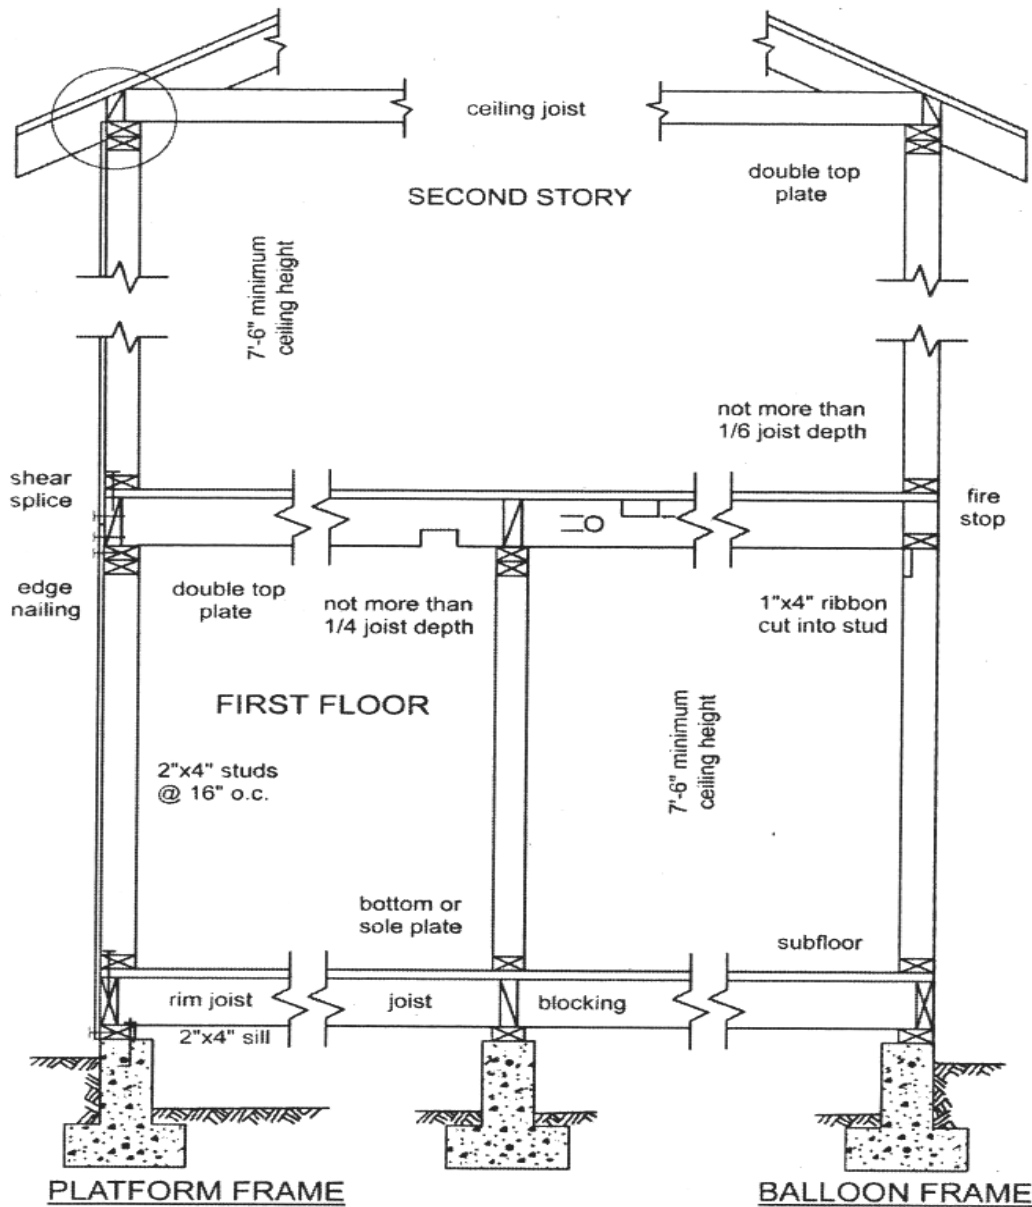 ceiling joist
SECOND STORY
double top
plate
7'-6" minimum
ceiling height
not more than
1/6 joist depth
shear
splice
fire
stop
edge
nailing
double top
plate
not more than
1/4 joist depth
1"x4" ribbon
cut into stud
FIRST FLOOR
2"x4" studs
@ 16" o.c.
7'-6" minimum
ceiling height
bottom or
sole plate
subfloor
rim joist
joist
blocking
2"x4" sill
PLATFORM FRAME
BALLOON FRAME